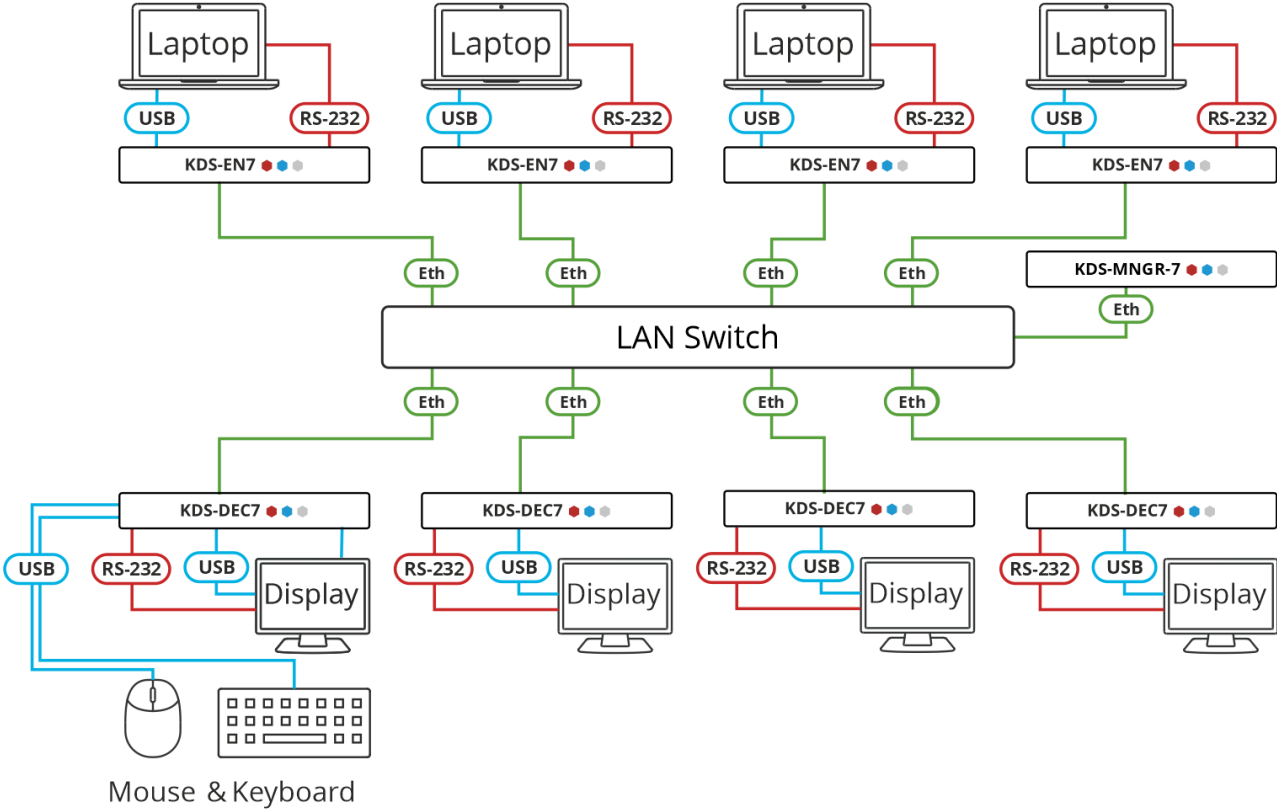 Laptop Laptop Laptop Laptop
USB RS-232 USB RS-232 USB RS-232 USB RS-232
KDS-EN7 KDS-EN7 KDS-EN7 KDS-EN7
Eth Eth Eth Eth KDS-MNGR-7
Eth
LAN Switch
Eth Eth Eth Eth
KDS-DEC7 KDS-DEC7 KDS-DEC7 KDS-DEC7
USB RS-232 USB RS-232 USB RS-232 USB RS-232 USB
Display Display Display Display
Mouse & Keyboard